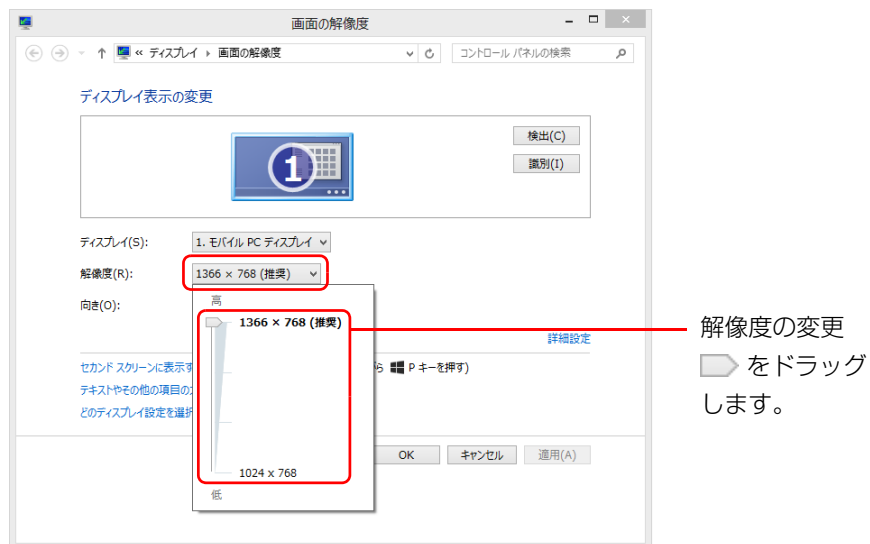 画面の解像度
« ディスプレイ ▸ 画面の解像度
コントロール パネルの検索
ディスプレイ表示の変更
1
検出(C)
識別(I)
ディスプレイ(S):
1. モバイル PC ディスプレイ
解像度(R):
1366 × 768 (推奨)
向き(O):
高
1366 × 768 (推奨)
1024 x 768
低
詳細設定
セカンド スクリーンに表示す
P キーを押す)
テキストやその他の項目の
どのディスプレイ設定を選択
OK
キャンセル
適用(A)
解像度の変更
をドラッグ
します。